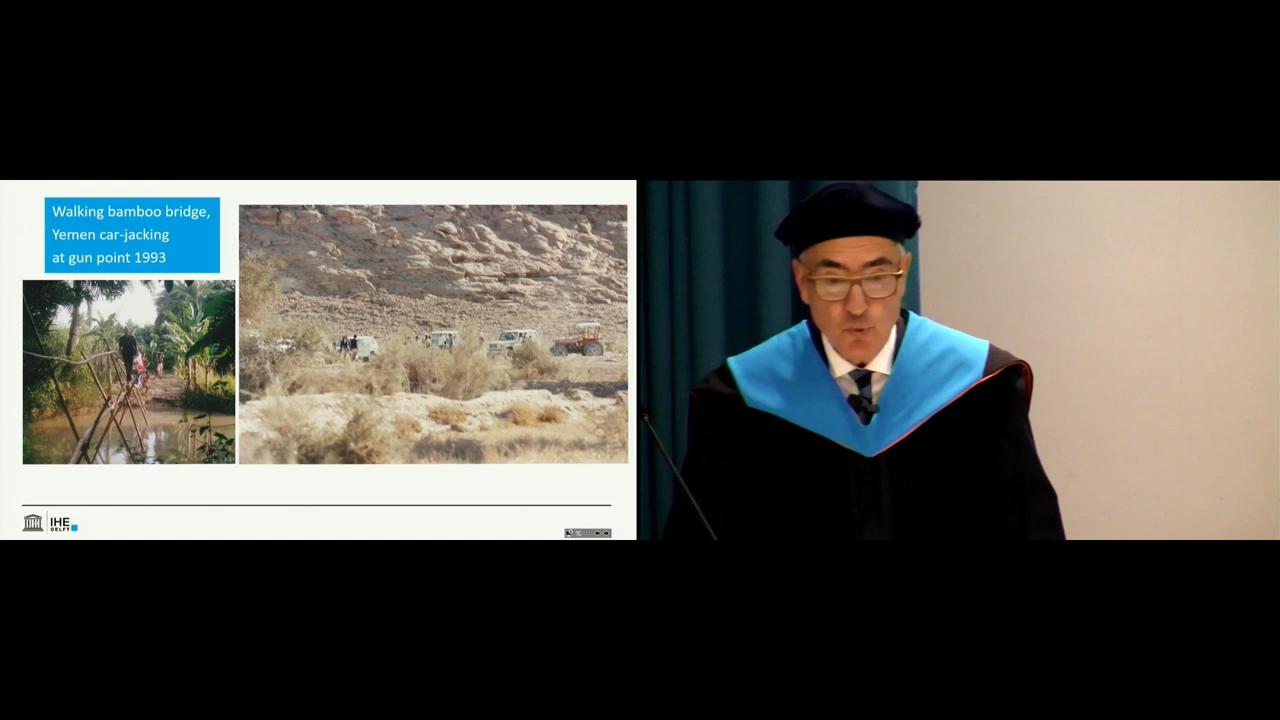 Walking bamboo bridge,
Yemen car-jacking
at gun point 1993
IHE
DELFT